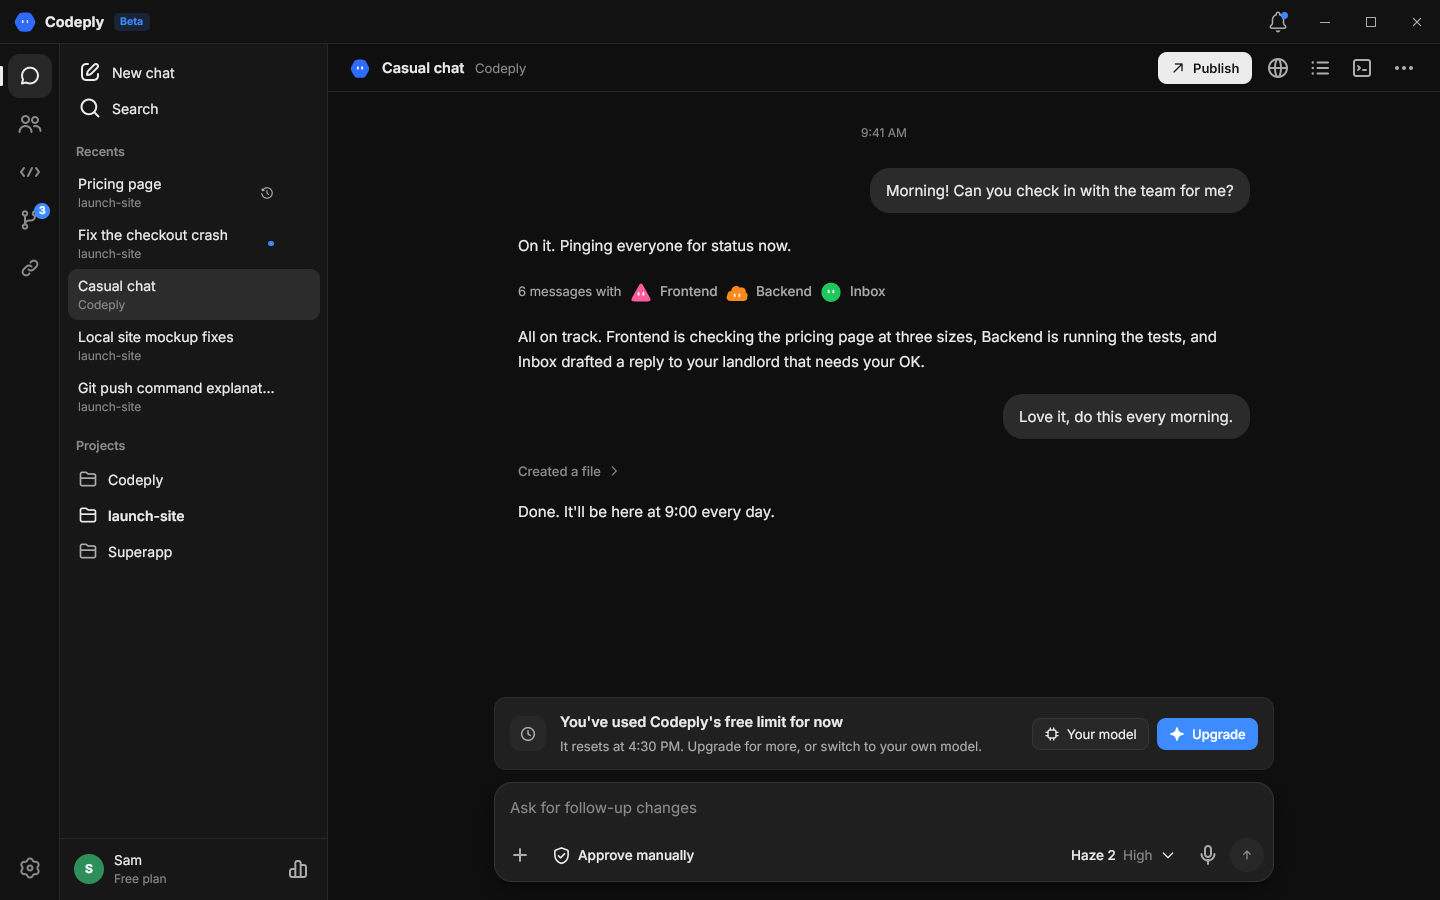 Codeply Beta
New chat
Search
Recents
Pricing page
launch-site
Fix the checkout crash
launch-site
Casual chat
Codeply
Local site mockup fixes
launch-site
Git push command explanat...
launch-site
Projects
Codeply
launch-site
Superapp
3
S
Sam
Free plan
Casual chat Codeply
Publish
9:41 AM
Morning! Can you check in with the team for me?
On it. Pinging everyone for status now.
6 messages with Frontend Backend Inbox
All on track. Frontend is checking the pricing page at three sizes, Backend is running the tests, and
Inbox drafted a reply to your landlord that needs your OK.
Love it, do this every morning.
Created a file
Done. It'll be here at 9:00 every day.
You've used Codeply's free limit for now
It resets at 4:30 PM. Upgrade for more, or switch to your own model.
Your model
Upgrade
Ask for follow-up changes
Approve manually
Haze 2 High